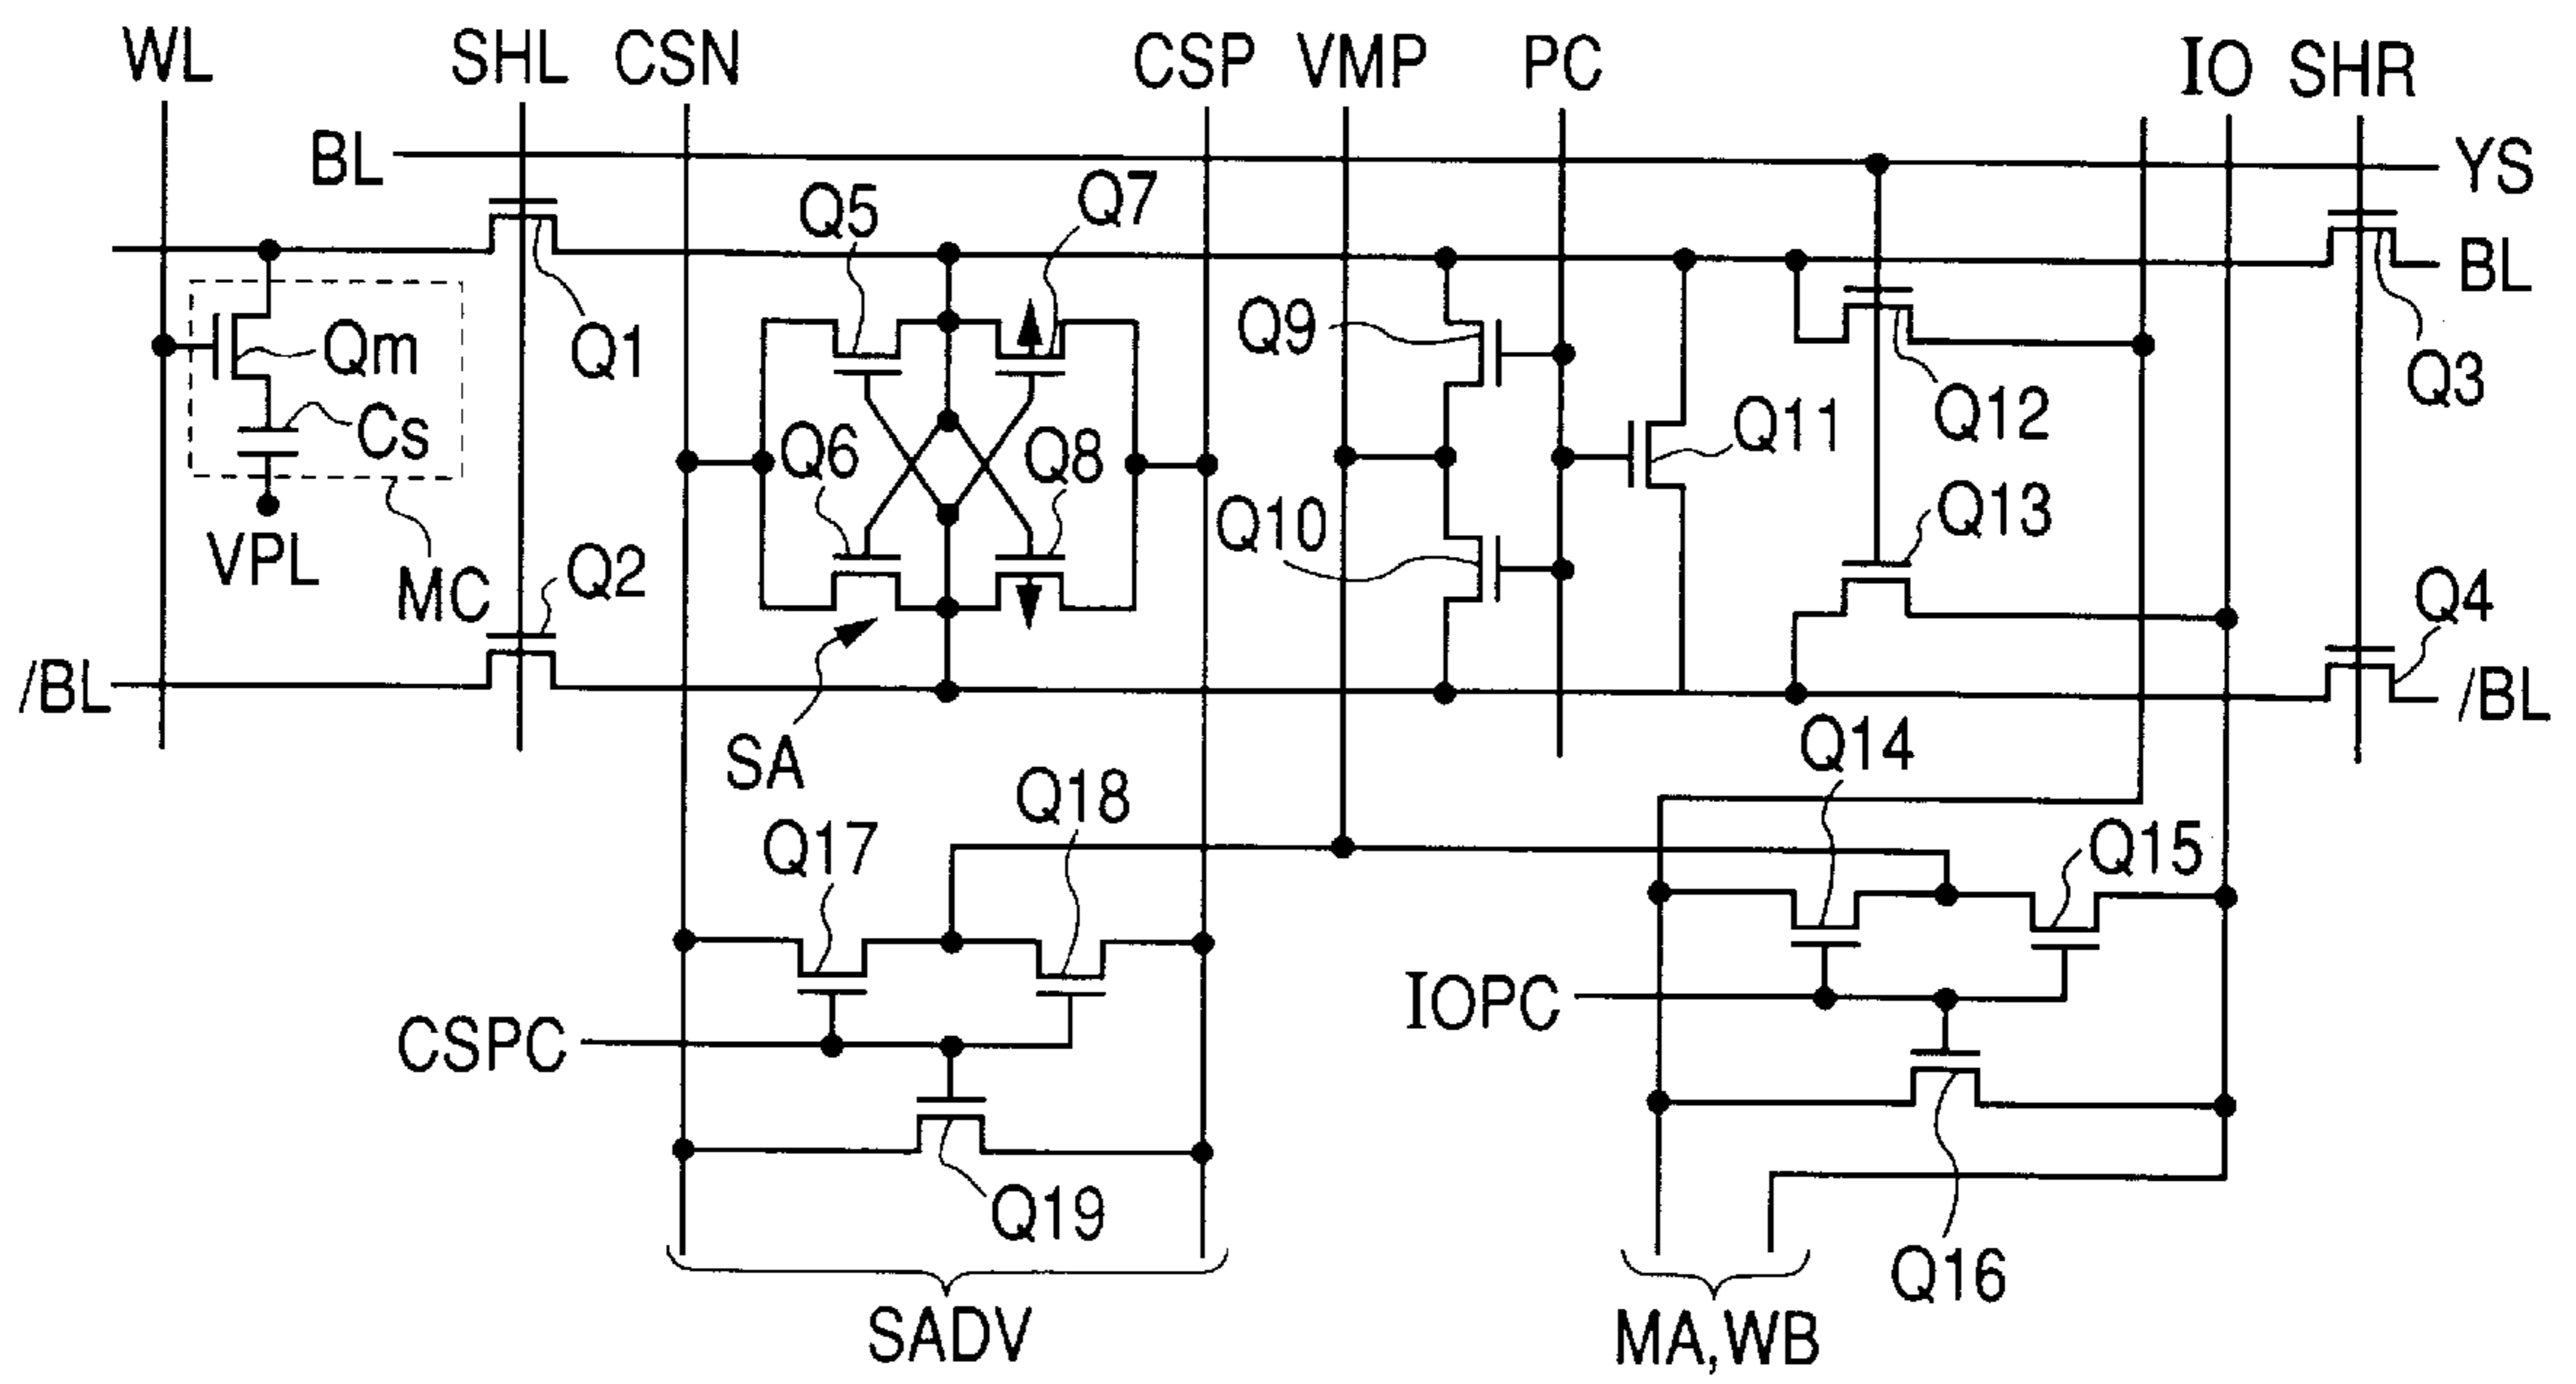 WL SHL CSN CSP VMP PC IO SHR
BL YS
Q5 Q7
BL
Q9
Qm Q1 Q3
Cs Q12
Q6 Q8 Q11
Q10 Q13
VPL
MC Q2 Q4
/BL /BL
SA Q14
Q18
Q17 Q15
IOPC
CSPC
Q19
Q16
SADV MA,WB